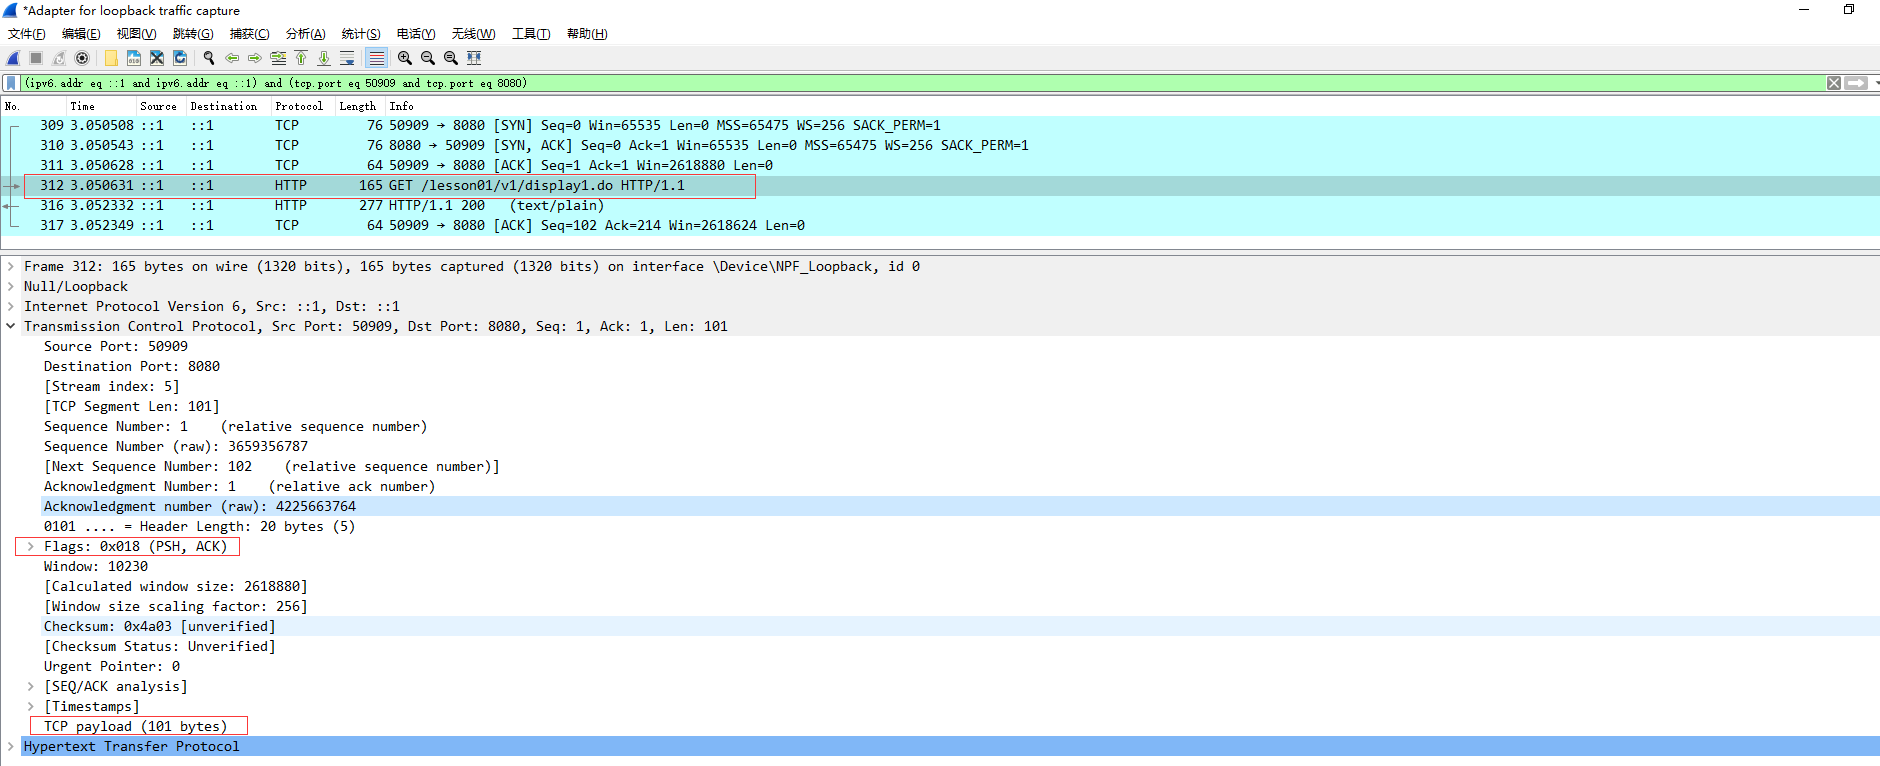 *Adapter for loopback traffic capture
文件(F) 编辑(E) 视图(V) 跳转(G) 捕获(C) 分析(A) 统计(S) 电话(Y) 无线(W) 工具(T) 帮助(H)
(ipv6.addr eq ::1 and ipv6.addr eq ::1) and (tcp.port eq 50909 and tcp.port eq 8080)
No. Time Source Destination Protocol Length Info
309 3.050508 ::1 ::1 TCP 76 50909 → 8080 [SYN] Seq=0 Win=65535 Len=0 MSS=65475 WS=256 SACK_PERM=1
310 3.050543 ::1 ::1 TCP 76 8080 → 50909 [SYN, ACK] Seq=0 Ack=1 Win=65535 Len=0 MSS=65475 WS=256 SACK_PERM=1
311 3.050628 ::1 ::1 TCP 64 50909 → 8080 [ACK] Seq=1 Ack=1 Win=2618880 Len=0
312 3.050631 ::1 ::1 HTTP 165 GET /lesson01/v1/display1.do HTTP/1.1
316 3.052332 ::1 ::1 HTTP 277 HTTP/1.1 200 (text/plain)
317 3.052349 ::1 ::1 TCP 64 50909 → 8080 [ACK] Seq=102 Ack=214 Win=2618624 Len=0
Frame 312: 165 bytes on wire (1320 bits), 165 bytes captured (1320 bits) on interface \Device\NPF_Loopback, id 0
Null/Loopback
Internet Protocol Version 6, Src: ::1, Dst: ::1
Transmission Control Protocol, Src Port: 50909, Dst Port: 8080, Seq: 1, Ack: 1, Len: 101
Source Port: 50909
Destination Port: 8080
[Stream index: 5]
[TCP Segment Len: 101]
Sequence Number: 1 (relative sequence number)
Sequence Number (raw): 3659356787
[Next Sequence Number: 102 (relative sequence number)]
Acknowledgment Number: 1 (relative ack number)
Acknowledgment number (raw): 4225663764
0101 .... = Header Length: 20 bytes (5)
Flags: 0x018 (PSH, ACK)
Window: 10230
[Calculated window size: 2618880]
[Window size scaling factor: 256]
Checksum: 0x4a03 [unverified]
[Checksum Status: Unverified]
Urgent Pointer: 0
[SEQ/ACK analysis]
[Timestamps]
TCP payload (101 bytes)
Hypertext Transfer Protocol